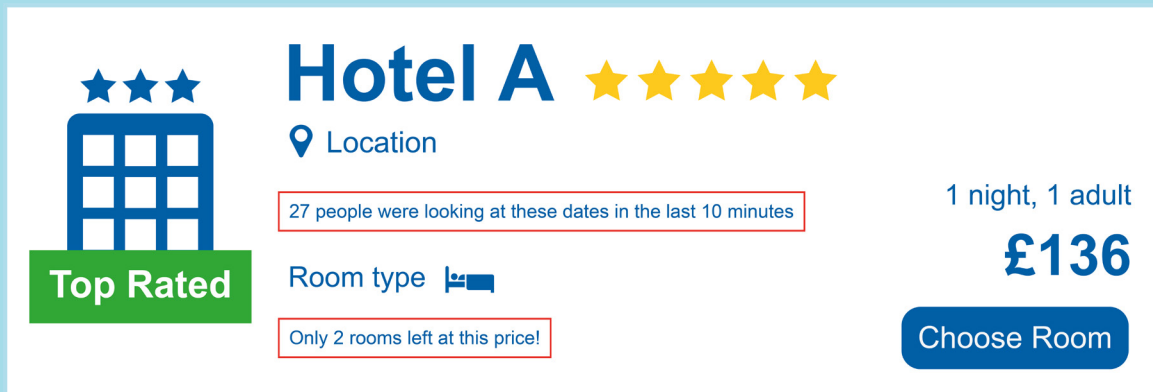 Hotel A
Location
27 people were looking at these dates in the last 10 minutes
1 night, 1 adult
£136
Room type
Top Rated
Only 2 rooms left at this price!
Choose Room